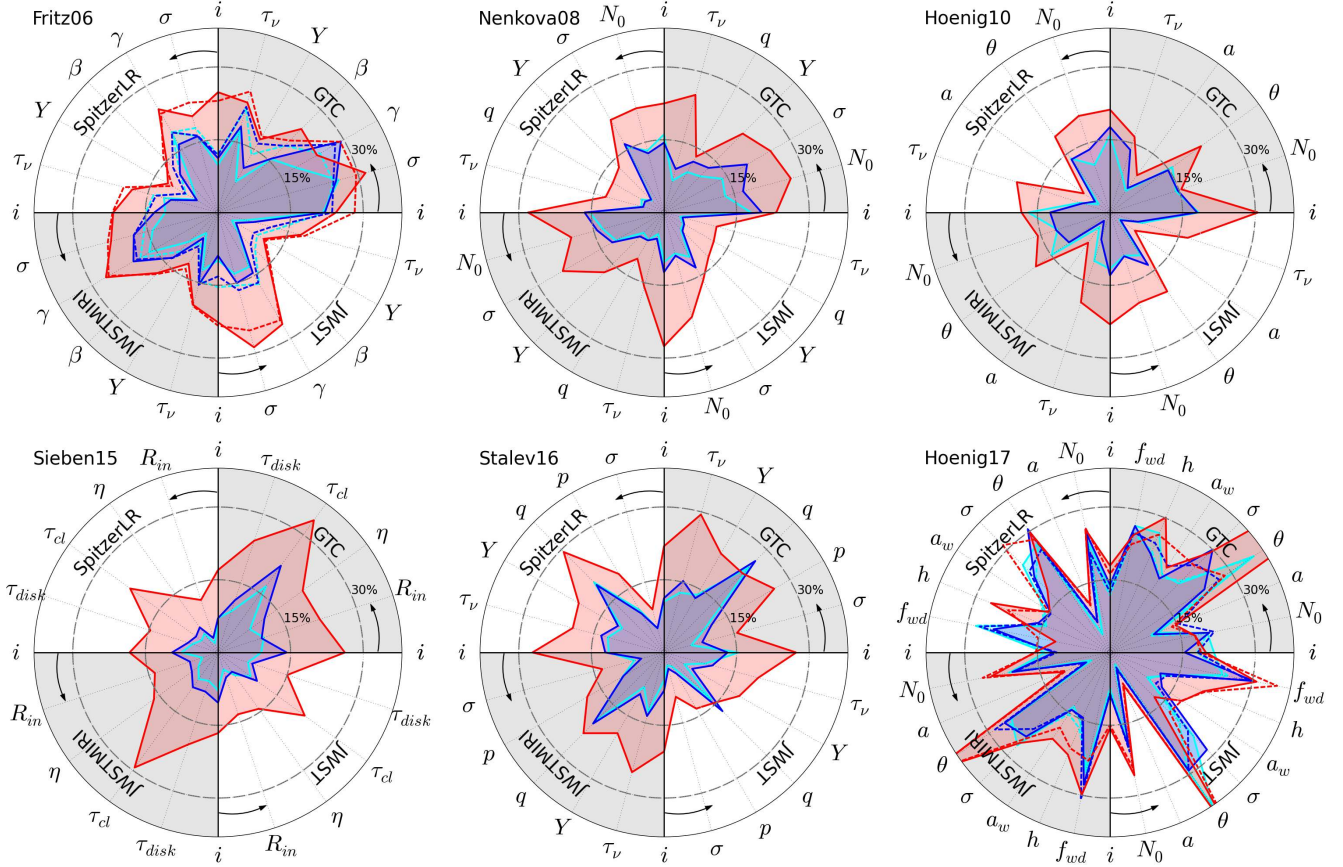 Fritz06
i τ_ν Y β γ σ i
GTC 30% 15%
σ γ β Y τ_ν i
SpitzerLR
σ γ β Y τ_ν i
JWSTMIRI
σ γ β Y τ_ν
JWST
Nenkova08
i τ_ν q Y σ N_0 i
GTC 30% 15%
N_0 σ Y q τ_ν i
SpitzerLR
N_0 σ Y q τ_ν i
JWSTMIRI
N_0 σ Y q τ_ν
JWST
Hoenig10
i τ_ν a θ N_0 i
GTC 30% 15%
N_0 θ a τ_ν i
SpitzerLR
N_0 θ a τ_ν i
JWSTMIRI
N_0 θ a τ_ν
JWST
Sieben15
i τ_disk τ_cl η R_in i
GTC 30% 15%
R_in η τ_cl τ_disk i
SpitzerLR
R_in η τ_cl τ_disk i
JWSTMIRI
R_in η τ_cl τ_disk
JWST
Stalev16
i τ_ν Y q p σ i
GTC 30% 15%
σ p q Y τ_ν i
SpitzerLR
σ p q Y τ_ν i
JWSTMIRI
σ p q Y τ_ν
JWST
Hoenig17
i f_wd h a_w σ θ a N_0 i
GTC 30% 15%
N_0 a θ σ a_w h f_wd i
SpitzerLR
N_0 a θ σ a_w h f_wd i
JWSTMIRI
N_0 a θ σ a_w h f_wd
JWST